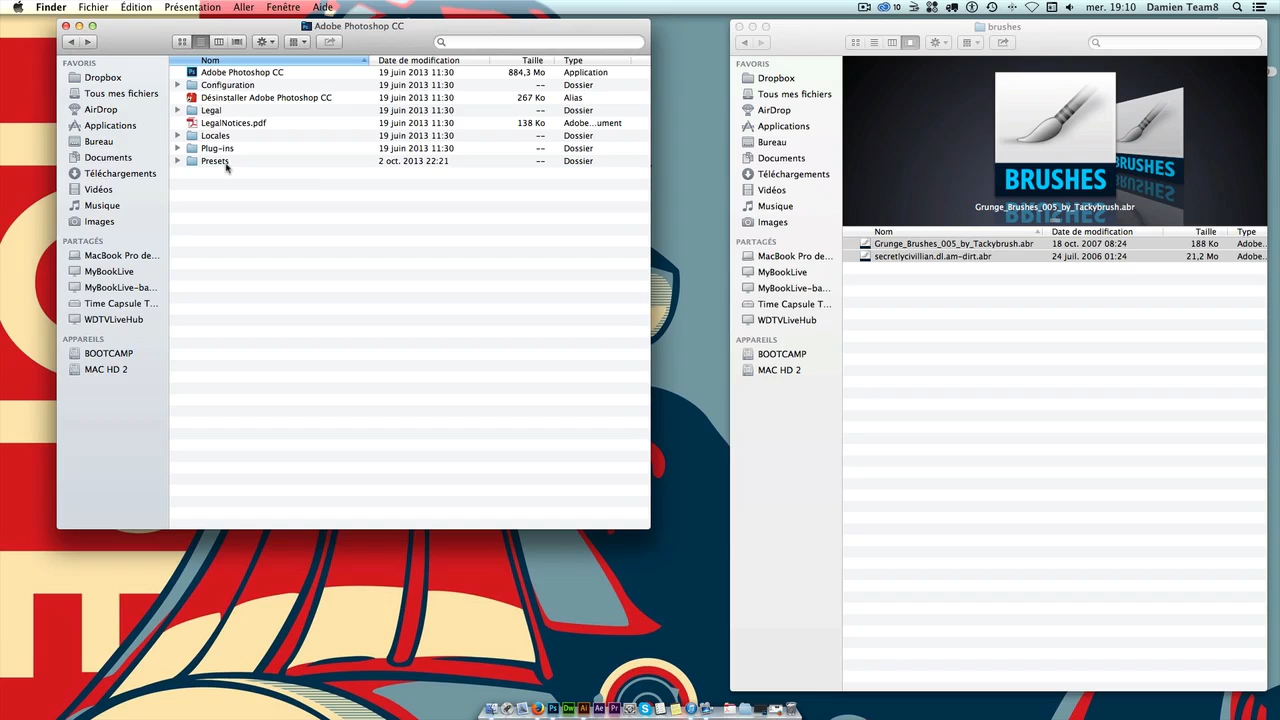 Finder Fichier Édition Présentation Aller Fenêtre Aide
10 mer. 19:10 Damien Team8
Adobe Photoshop CC
FAVORIS
Dropbox
Tous mes fichiers
AirDrop
Applications
Bureau
Documents
Téléchargements
Vidéos
Musique
Images
PARTAGÉS
MacBook Pro de...
MyBookLive
MyBookLive-ba...
Time Capsule T...
WDTVLiveHub
APPAREILS
BOOTCAMP
MAC HD 2
Nom Date de modification Taille Type
Adobe Photoshop CC 19 juin 2013 11:30 884,3 Mo Application
Configuration 19 juin 2013 11:30 -- Dossier
Désinstaller Adobe Photoshop CC 19 juin 2013 11:30 267 Ko Alias
Legal 19 juin 2013 11:30 -- Dossier
LegalNotices.pdf 19 juin 2013 11:30 138 Ko Adobe...ument
Locales 19 juin 2013 11:30 -- Dossier
Plug-ins 19 juin 2013 11:30 -- Dossier
Presets 2 oct. 2013 22:21 -- Dossier
brushes
FAVORIS
Dropbox
Tous mes fichiers
AirDrop
Applications
Bureau
Documents
Téléchargements
Vidéos
Musique
Images
PARTAGÉS
MacBook Pro de...
MyBookLive
MyBookLive-ba...
Time Capsule T...
WDTVLiveHub
APPAREILS
BOOTCAMP
MAC HD 2
BRUSHES
BRUSHES
Grunge_Brushes_005_by_Tackybrush.abr
Nom Date de modification Taille Type
Grunge_Brushes_005_by_Tackybrush.abr 18 oct. 2007 08:24 188 Ko Adobe...
secretlycivillian.dl.am-dirt.abr 24 juil. 2006 01:24 21,2 Mo Adobe...
Ps Dw Ai Ae Pr